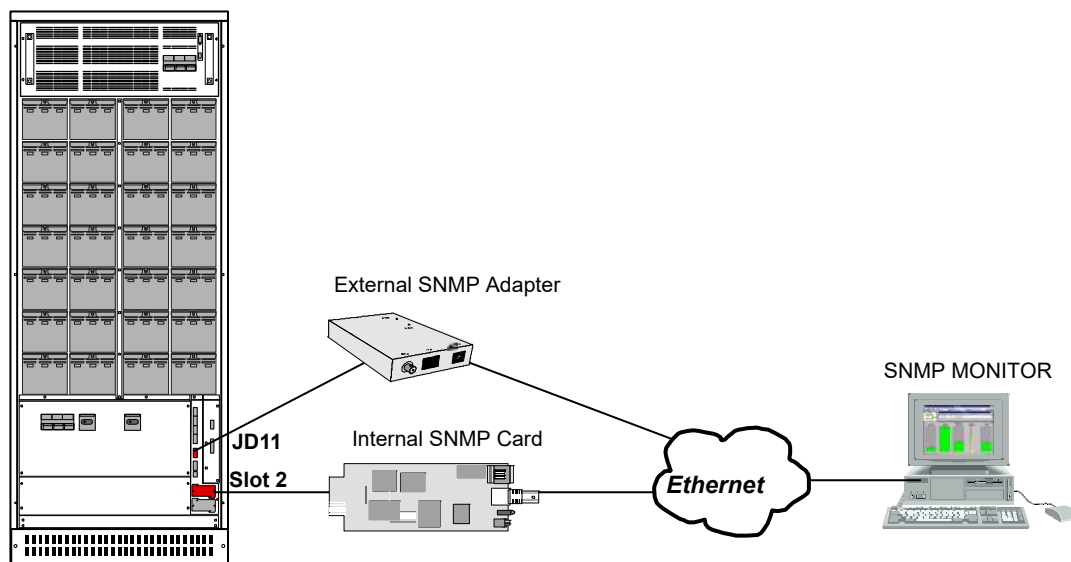 External SNMP Adapter
SNMP MONITOR
JD11
Internal SNMP Card
Slot 2
Ethernet